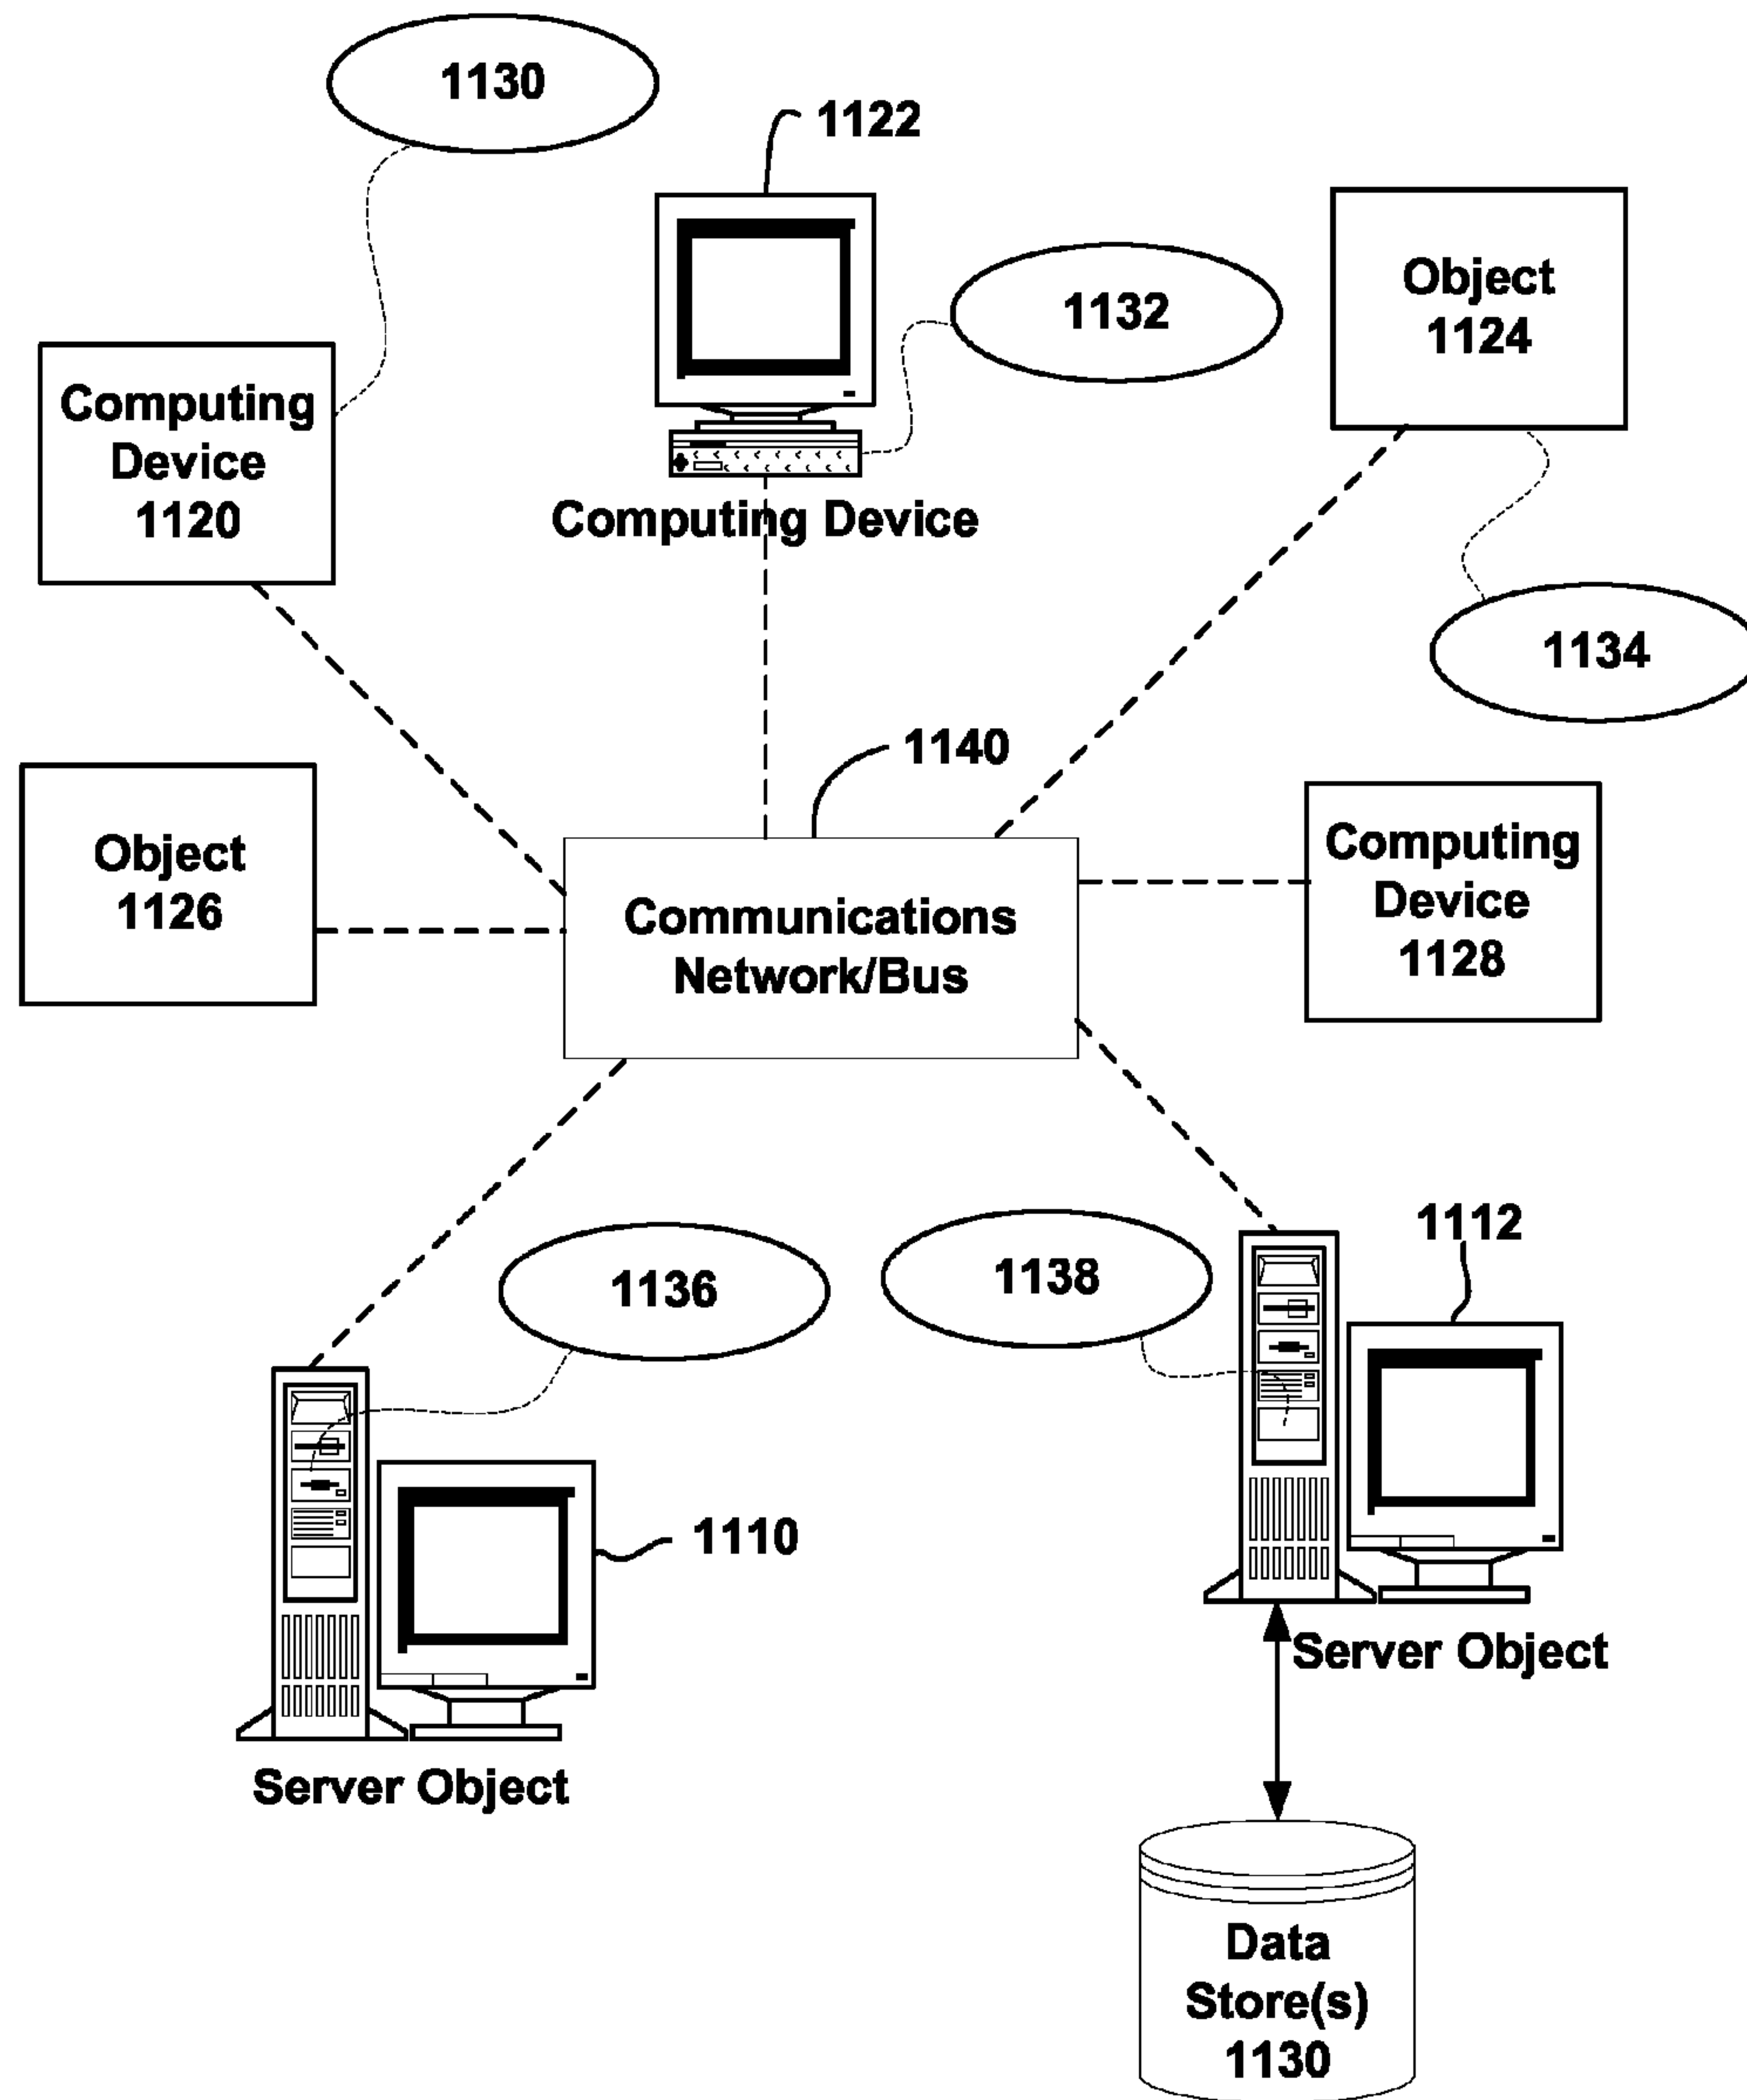 1130
1122
1132
Object
1124
Computing
Device
1120
Computing Device
1134
1140
Object
1126
Computing
Device
1128
Communications
Network/Bus
1136
1138
1112
1110
Server Object
Server Object
Data
Store(s)
1130